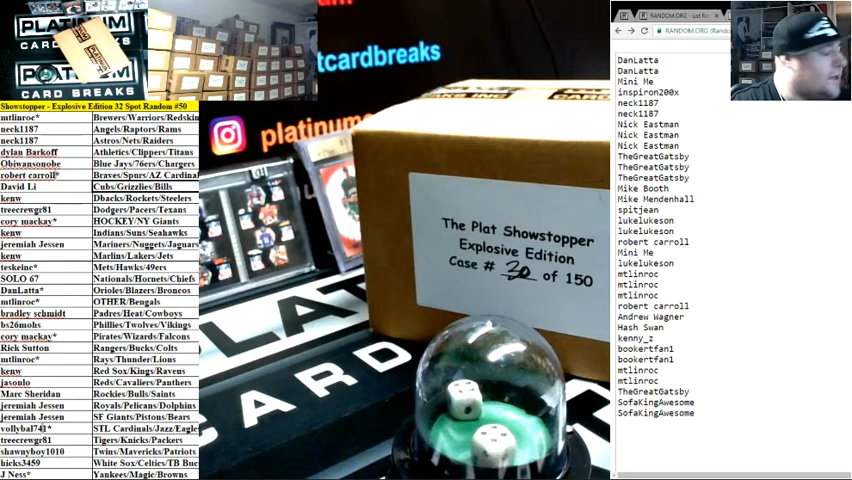 PLATINUM
CARD BREAKS
PLATINUM
CARD BREAKS
Showstopper - Explosive Edition 32 Spot Random #50
mtlinroc* Brewers/Warriors/Redskin
neck1187 Angels/Raptors/Rams
neck1187 Astros/Nets/Raiders
dylan Barkoff Athletics/Clippers/Titans
Obiwansonobe Blue Jays/76ers/Chargers
robert carroll* Braves/Spurs/AZ Cardinal
David Li Cubs/Grizzlies/Bills
kenw Dbacks/Rockets/Steelers
treecrewgr81 Dodgers/Pacers/Texans
cory mackay* HOCKEY/NY Giants
kenw Indians/Suns/Seahawks
jeremiah Jessen Mariners/Nuggets/Jaguars
kenw Marlins/Lakers/Jets
teskeinc* Mets/Hawks/49ers
SOLO 67 Nationals/Hornets/Chiefs
DanLatta* Orioles/Blazers/Broncos
mtlinroc* OTHER/Bengals
bradley schmidt Padres/Heat/Cowboys
bs26mohs Phillies/Twolves/Vikings
cory mackay* Pirates/Wizards/Falcons
Rick Sutton Rangers/Bucks/Colts
mtlinroc* Rays/Thunder/Lions
kenw Red Sox/Kings/Ravens
jasonlo Reds/Cavaliers/Panthers
Marc Sheridan Rockies/Bulls/Saints
jeremiah Jessen Royals/Pelicans/Dolphins
jeremiah Jessen SF Giants/Pistons/Bears
vollybal741* STL Cardinals/Jazz/Eagle
treecrewgr81 Tigers/Knicks/Packers
shawnyboy1010 Twins/Mavericks/Patriots
hicks3459 White Sox/Celtics/TB Buc
J Ness* Yankees/Magic/Browns
tcardbreaks
platinum
The Plat Showstopper
Explosive Edition
Case # 30 of 150
CARD
RANDOM.ORG - List Ra
RANDOM.ORG
DanLatta
DanLatta
Mini Me
inspiron200x
neck1187
neck1187
Nick Eastman
Nick Eastman
Nick Eastman
TheGreatGatsby
TheGreatGatsby
TheGreatGatsby
Mike Booth
Mike Mendenhall
spitjean
lukelukeson
lukelukeson
robert carroll
Mini Me
lukelukeson
mtlinroc
mtlinroc
mtlinroc
robert carroll
Andrew Wagner
Hash Swan
kenny_z
bookertfan1
bookertfan1
mtlinroc
mtlinroc
TheGreatGatsby
SofaKingAwesome
SofaKingAwesome